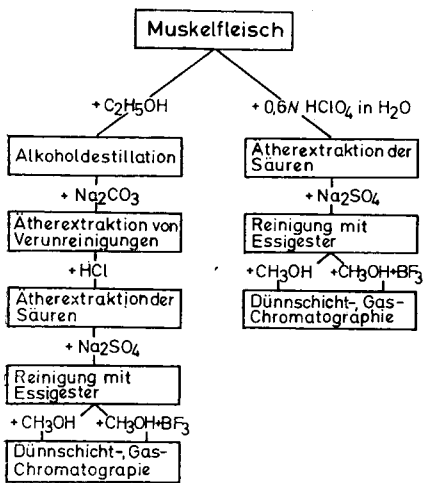 Muskelfleisch
+C2H5OH
Alkoholdestillation
+Na2CO3
Ätherextraktion von
Verunreinigungen
+HCl
Ätherextraktion der
Säuren
+Na2SO4
Reinigung mit
Essigester
+CH3OH +CH3OH+BF3
Dünnschicht-, Gas-
Chromatograpie
+0,6N HClO4 in H2O
Ätherextraktion der
Säuren
+Na2SO4
Reinigung mit
Essigester
+CH3OH +CH3OH+BF3
Dünnschicht-, Gas-
Chromatographie